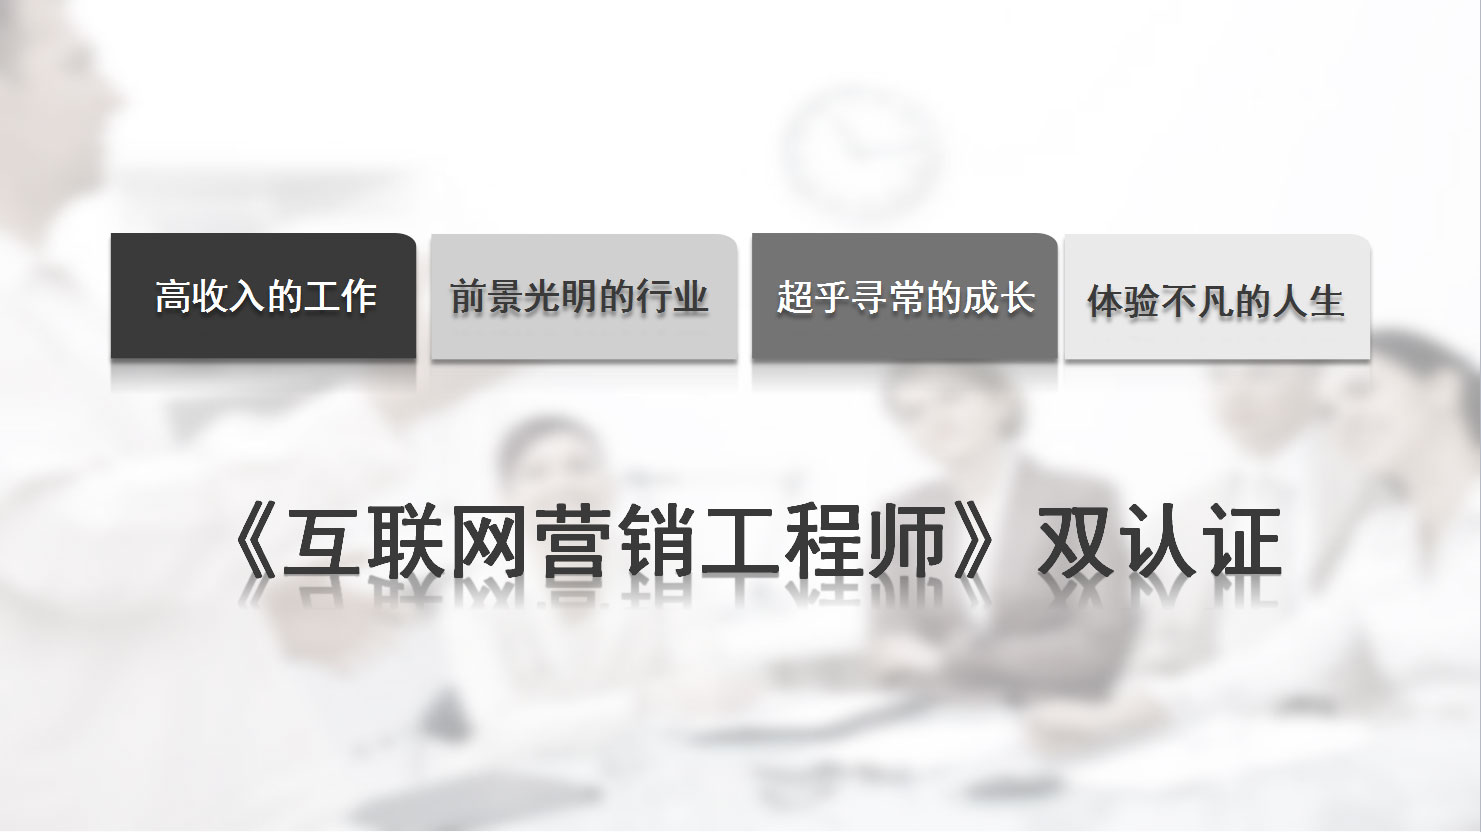 高收入的工作
前景光明的行业
超乎寻常的成长
体验不凡的人生
《互联网营销工程师》双认证